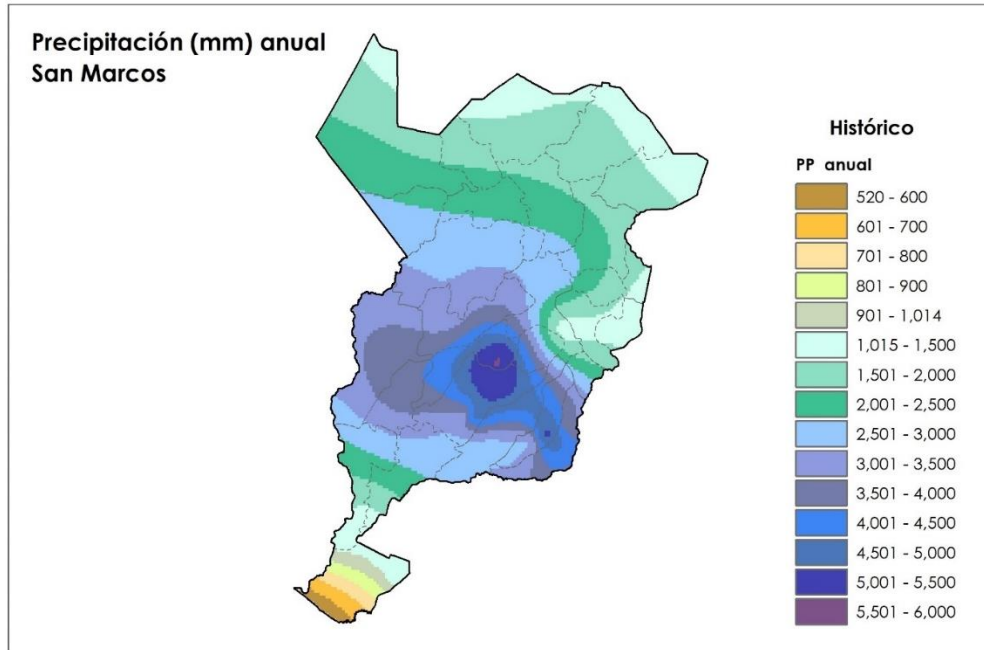 Precipitación (mm) anual
San Marcos
Histórico
PP anual
520 - 600
601 - 700
701 - 800
801 - 900
901 - 1,014
1,015 - 1,500
1,501 - 2,000
2,001 - 2,500
2,501 - 3,000
3,001 - 3,500
3,501 - 4,000
4,001 - 4,500
4,501 - 5,000
5,001 - 5,500
5,501 - 6,000